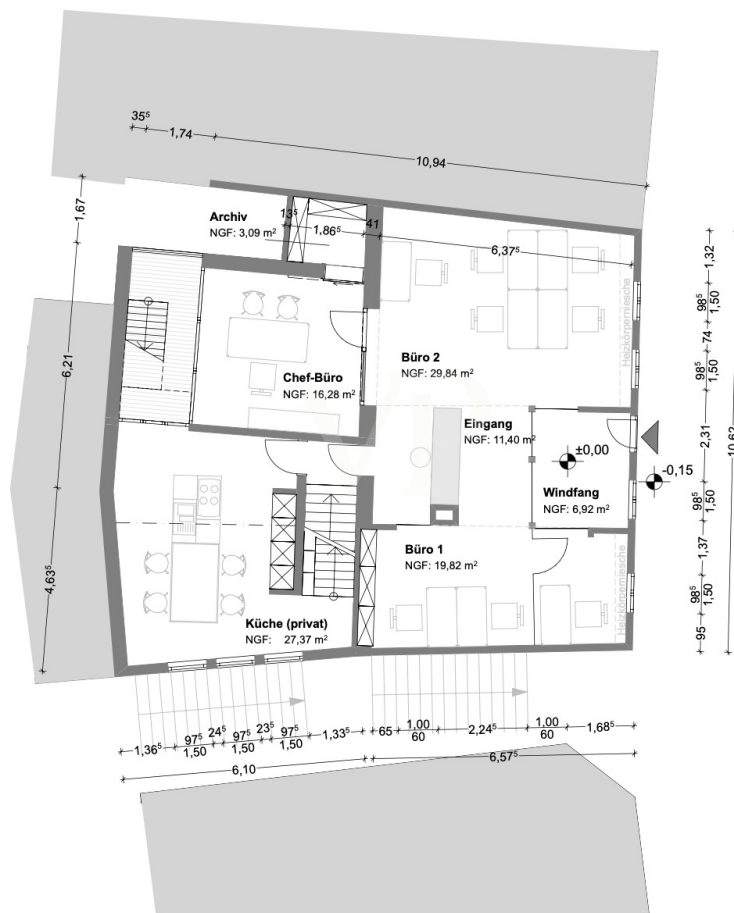 35⁵
1,74
10,94
1,67
Archiv
NGF: 3,09 m²
13⁵
1,86⁵
41
6,37⁵
1,32
98⁵
1,50
74
98⁵
1,50
2,31
98⁵
1,50
1,37
98⁵
1,50
95
10,62
Heizkörperniesche
6,21
Büro 2
NGF: 29,84 m²
Chef-Büro
NGF: 16,28 m²
Eingang
NGF: 11,40 m²
±0,00
-0,15
Windfang
NGF: 6,92 m²
Büro 1
NGF: 19,82 m²
Heizkörperniesche
4,63⁵
Küche (privat)
NGF: 27,37 m²
1,36⁵
97⁵
1,50
24⁵
97⁵
1,50
23⁵
97⁵
1,50
1,33⁵
65
1,00
60
2,24⁵
1,00
60
1,68⁵
6,10
6,57⁵